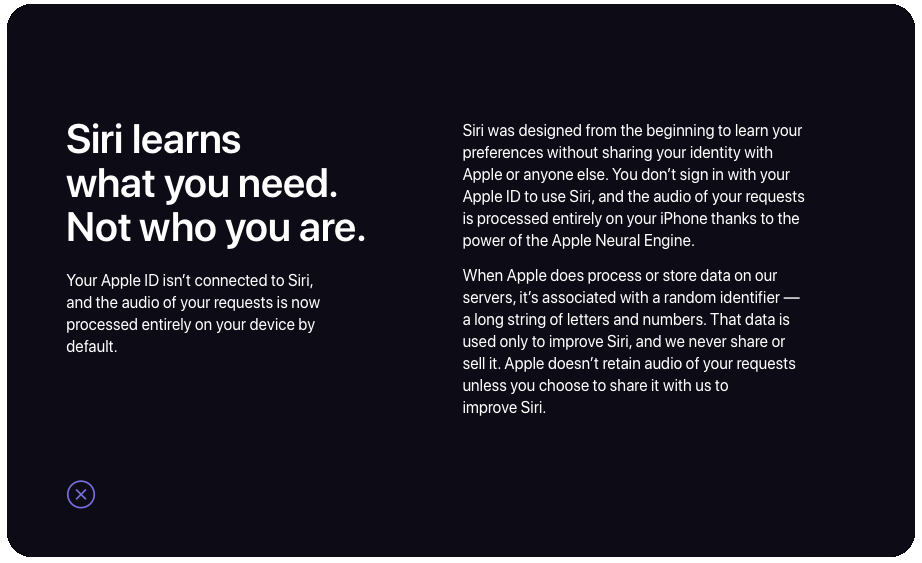 Siri learns
what you need.
Not who you are.
Your Apple ID isn’t connected to Siri,
and the audio of your requests is now
processed entirely on your device by
default.
Siri was designed from the beginning to learn your
preferences without sharing your identity with
Apple or anyone else. You don’t sign in with your
Apple ID to use Siri, and the audio of your requests
is processed entirely on your iPhone thanks to the
power of the Apple Neural Engine.
When Apple does process or store data on our
servers, it’s associated with a random identifier —
a long string of letters and numbers. That data is
used only to improve Siri, and we never share or
sell it. Apple doesn’t retain audio of your requests
unless you choose to share it with us to
improve Siri.